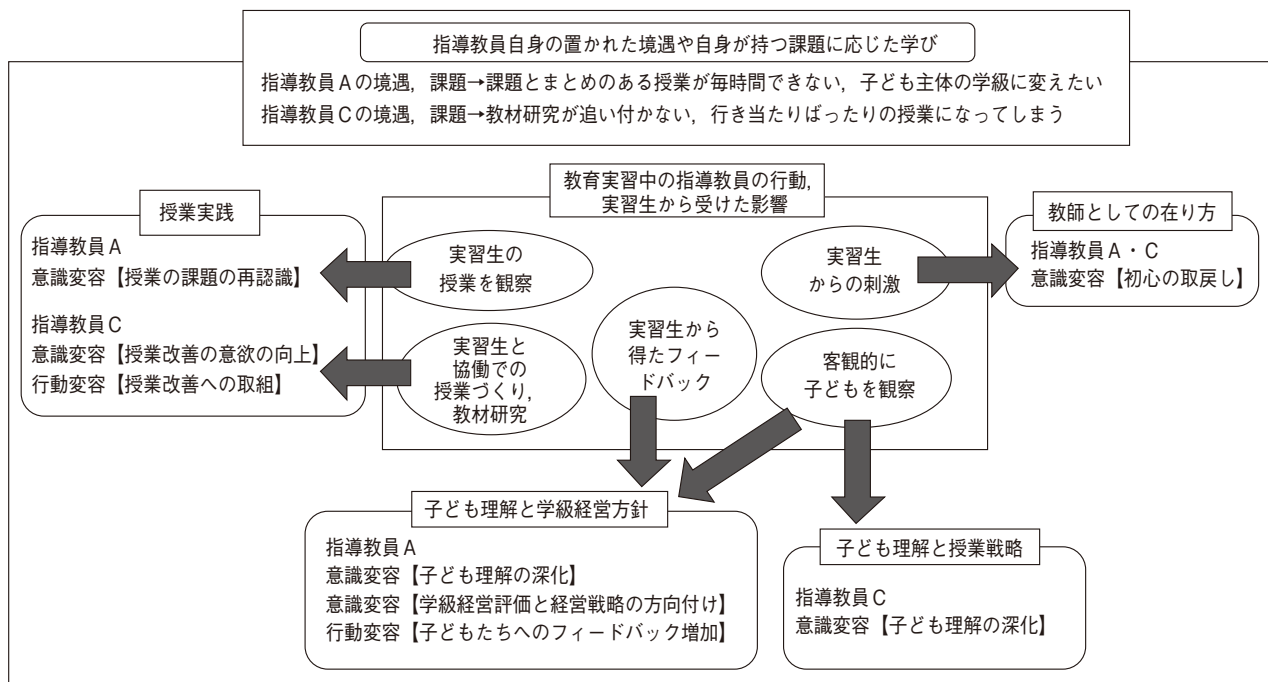 指導教員自身の置かれた境遇や自身が持つ課題に応じた学び
指導教員Aの境遇，課題→課題とまとめのある授業が毎時間できない，子ども主体の学級に変えたい
指導教員Cの境遇，課題→教材研究が追い付かない，行き当たりばったりの授業になってしまう
教育実習中の指導教員の行動，
実習生から受けた影響
授業実践
指導教員A
意識変容【授業の課題の再認識】
指導教員C
意識変容【授業改善の意欲の向上】
行動変容【授業改善への取組】
実習生の
授業を観察
実習生と
協働での
授業づくり，
教材研究
実習生から
得たフィー
ドバック
実習生
からの刺激
客観的に
子どもを観察
教師としての在り方
指導教員A・C
意識変容【初心の取戻し】
子ども理解と学級経営方針
指導教員A
意識変容【子ども理解の深化】
意識変容【学級経営評価と経営戦略の方向付け】
行動変容【子どもたちへのフィードバック増加】
子ども理解と授業戦略
指導教員C
意識変容【子ども理解の深化】